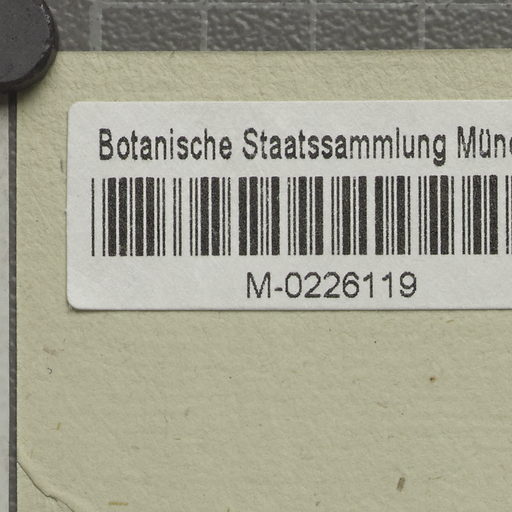 Botanische Staatssammlung
M-0226119